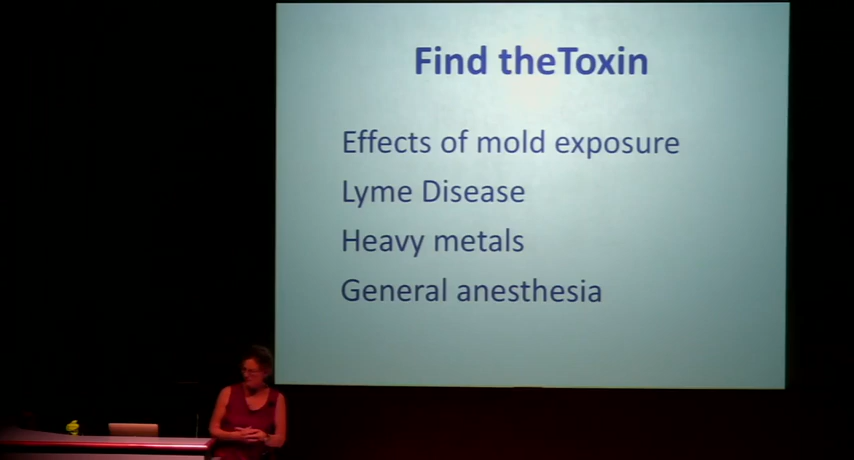 Find theToxin
Effects of mold exposure
Lyme Disease
Heavy metals
General anesthesia